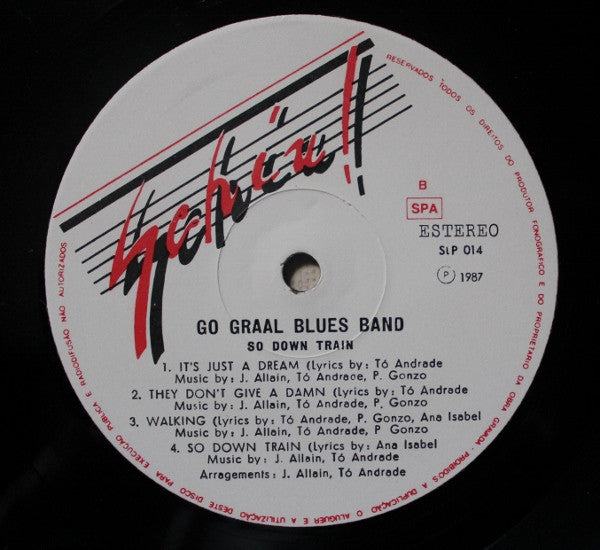 Schiu!
B
SPA
ESTEREO
SLP 014
Ⓟ 1987
GO GRAAL BLUES BAND
SO DOWN TRAIN
1. IT'S JUST A DREAM (Lyrics by: Tó Andrade
Music by: J. Allain, Tó Andrade, P. Gonzo
2. THEY DON'T GIVE A DAMN (lyrics by: Tó Andrade
Music by: J. Allain, Tó Andrade, P. Gonzo
3. WALKING (Lyrics by: Tó Andrade, P. Gonzo, Ana Isabel
Music by: J. Allain, Tó Andrade, P. Gonzo
4. SO DOWN TRAIN (lyrics by: Ana Isabel
Music by: J. Allain, Tó Andrade
Arragements: J. Allain, Tó Andrade
RESERVADOS TODOS OS DIREITOS DO PRODUTOR FONOGRAFICO E DO PROPRIETARIO DA OBRA GRAVADA. PROIBIDOS A DUPLICAÇÃO O ALUGUER E A UTILIZAÇÃO DESTE DISCO PARA EXECUÇÃO PUBLICA E RADIODIFUSÃO NÃO AUTORIZADOS